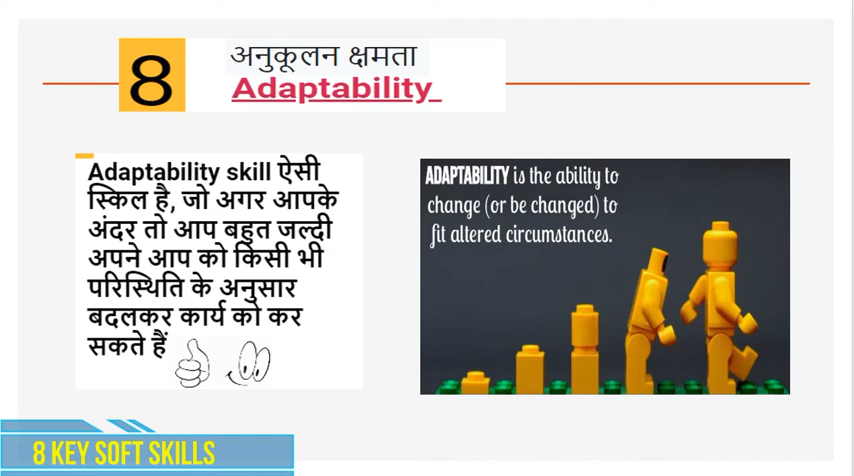 8
अनुकूलन क्षमता
Adaptability
Adaptability skill ऐसी
स्किल है, जो अगर आपके
अंदर तो आप बहुत जल्दी
अपने आप को किसी भी
परिस्थिति के अनुसार
बदलकर कार्य को कर
सकते हैं
ADAPTABILITY is the ability to
change (or be changed) to
fit altered circumstances.
8 KEY SOFT SKILLS